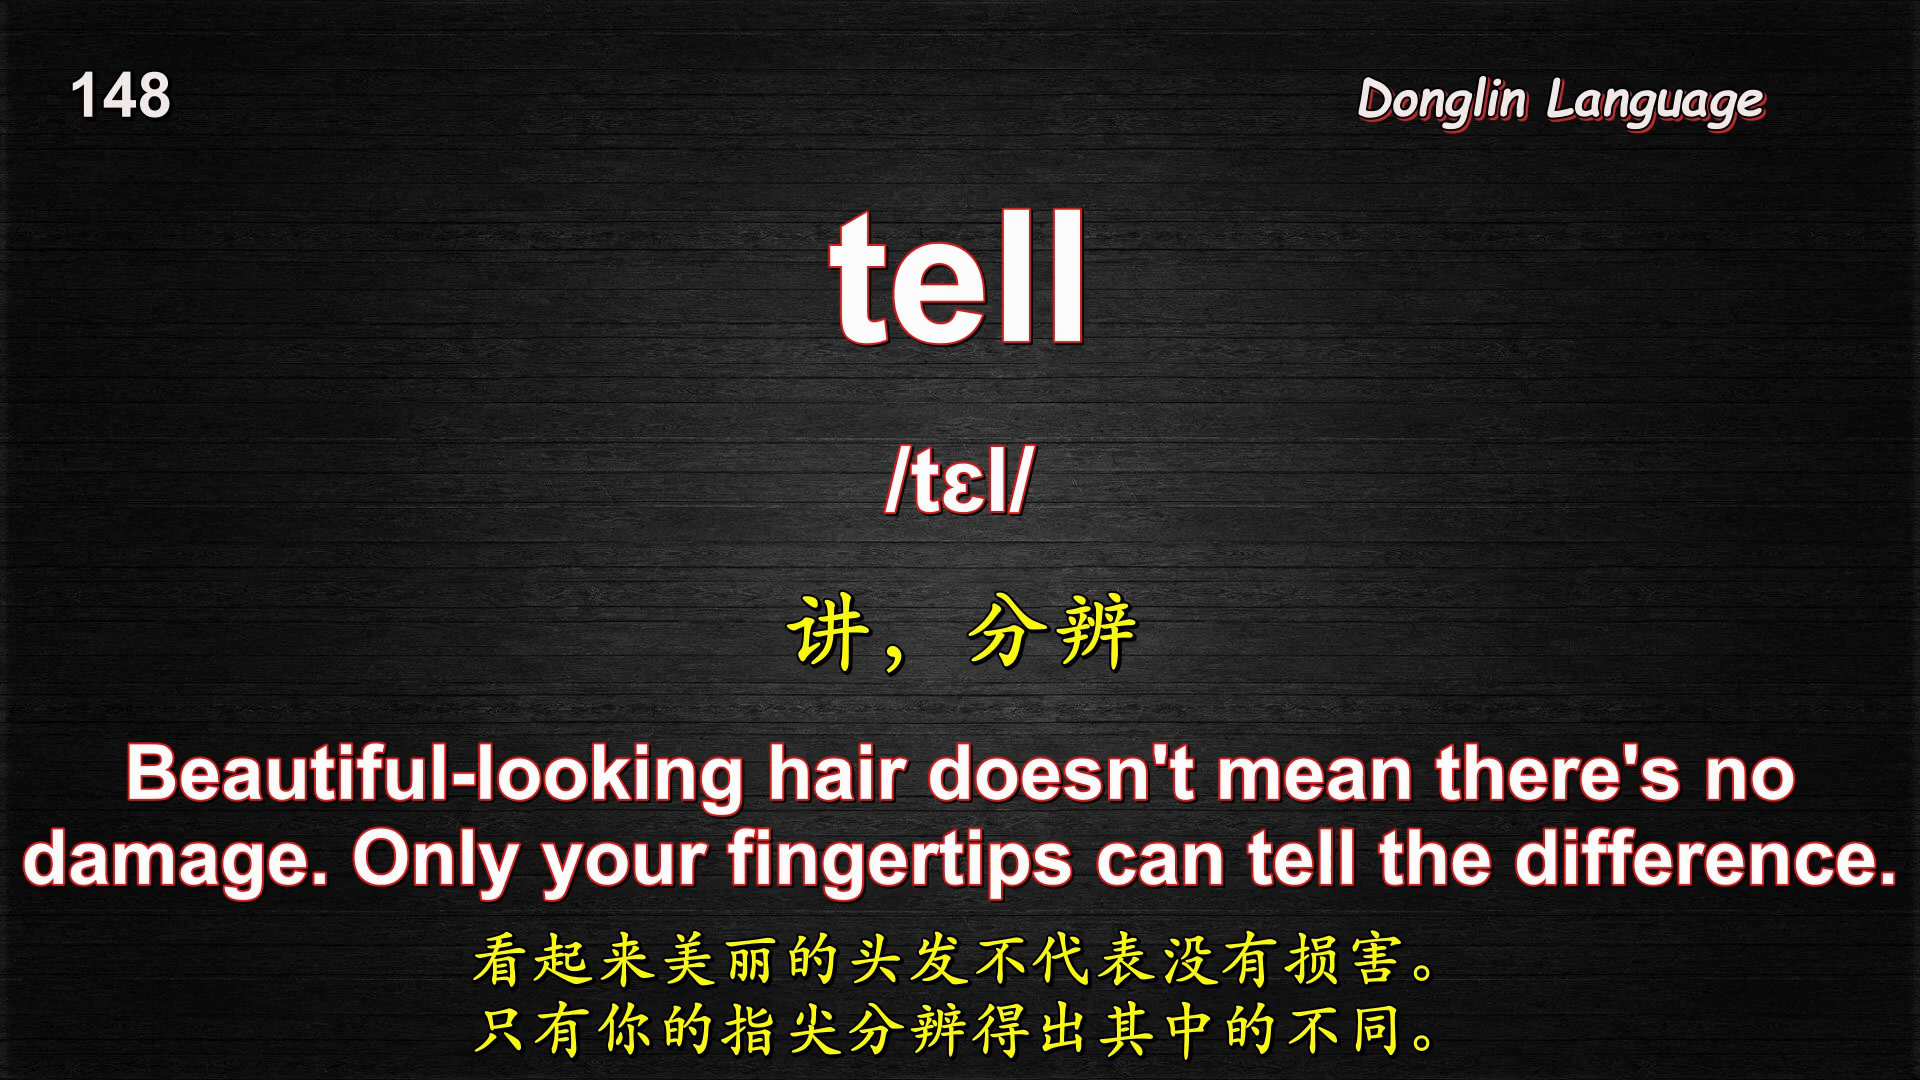 148
Donglin Language
tell
/tɛl/
讲，分辨
Beautiful-looking hair doesn't mean there's no
damage. Only your fingertips can tell the difference.
看起来美丽的头发不代表没有损害。
只有你的指尖分辨得出其中的不同。